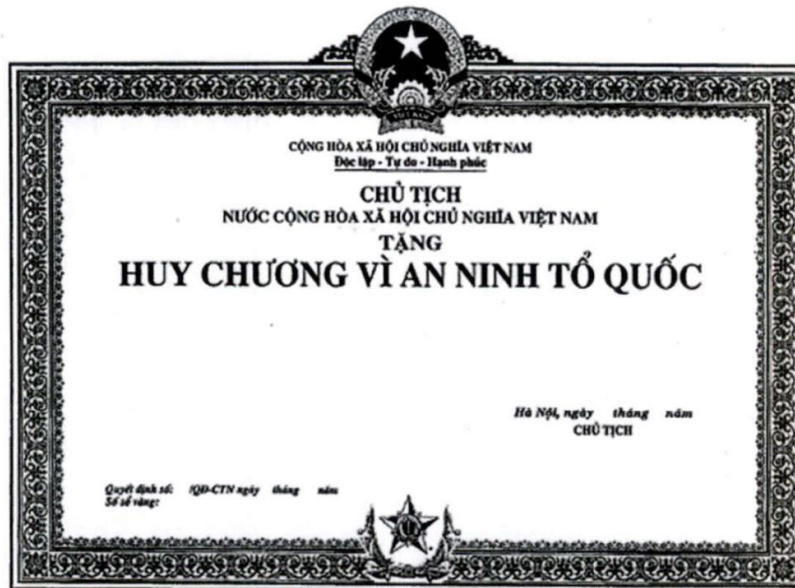 VIỆT NAM
CỘNG HÒA XÃ HỘI CHỦ NGHĨA VIỆT NAM
Độc lập - Tự do - Hạnh phúc
CHỦ TỊCH
NƯỚC CỘNG HÒA XÃ HỘI CHỦ NGHĨA VIỆT NAM
TẶNG
HUY CHƯƠNG VÌ AN NINH TỔ QUỐC
Hà Nội, ngày tháng năm
CHỦ TỊCH
Quyết định số: /QĐ-CTN ngày tháng năm
Số sổ vàng: